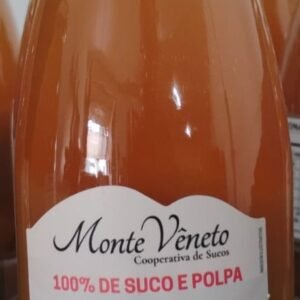 Monte Vêneto
Cooperativa de Sucos
100% DE SUCO E POLPA